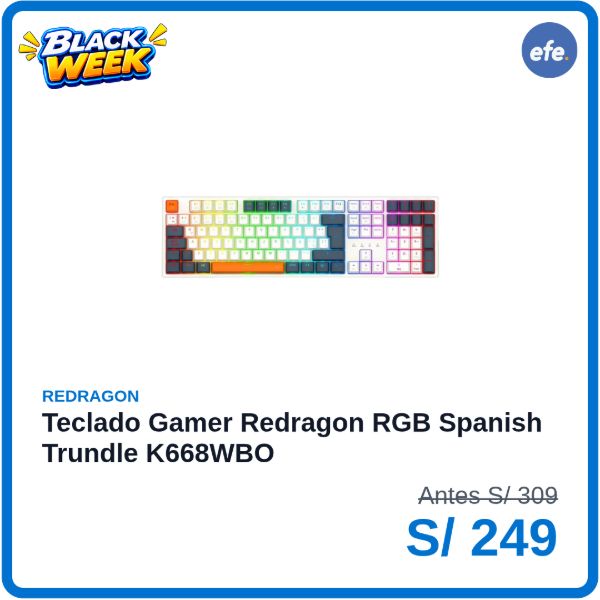 BLACK
WEEK
efe.
REDRAGON
Teclado Gamer Redragon RGB Spanish
Trundle K668WBO
Antes S/ 309
S/ 249